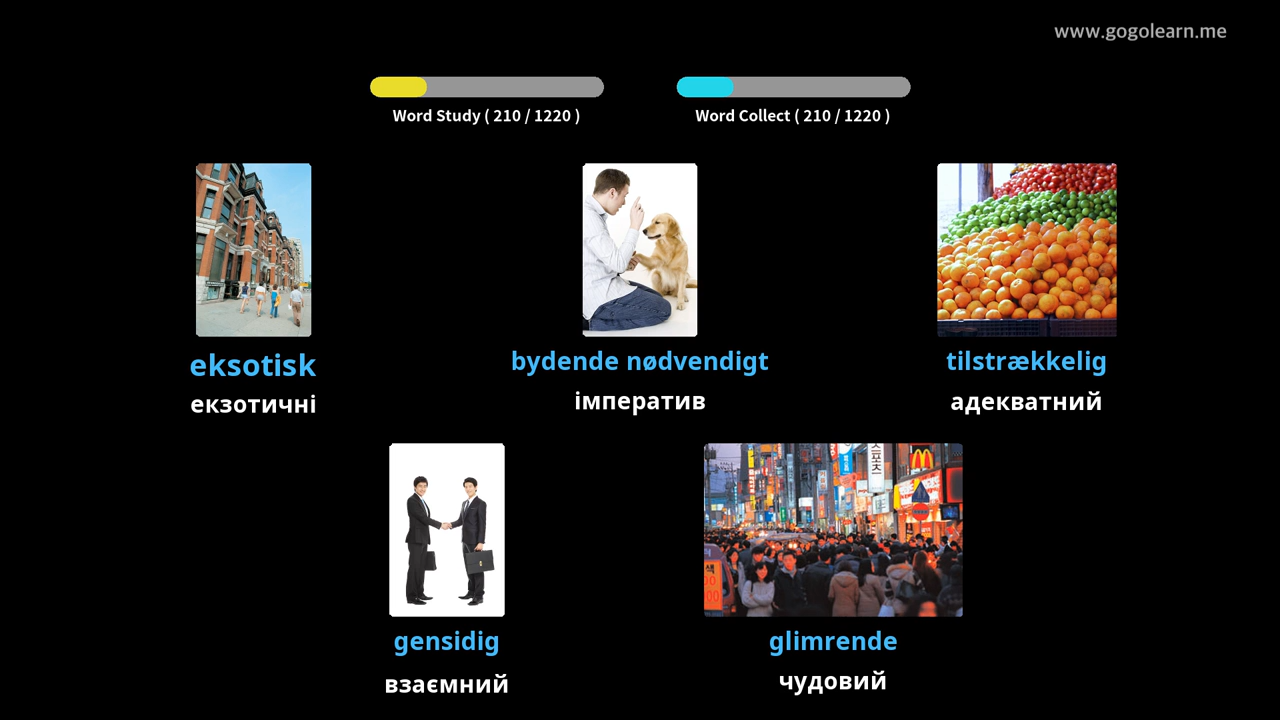 www.gogolearn.me
Word Study ( 210 / 1220 )
Word Collect ( 210 / 1220 )
eksotisk
екзотичні
bydende nødvendigt
імператив
tilstrækkelig
адекватний
gensidig
взаємний
glimrende
чудовий